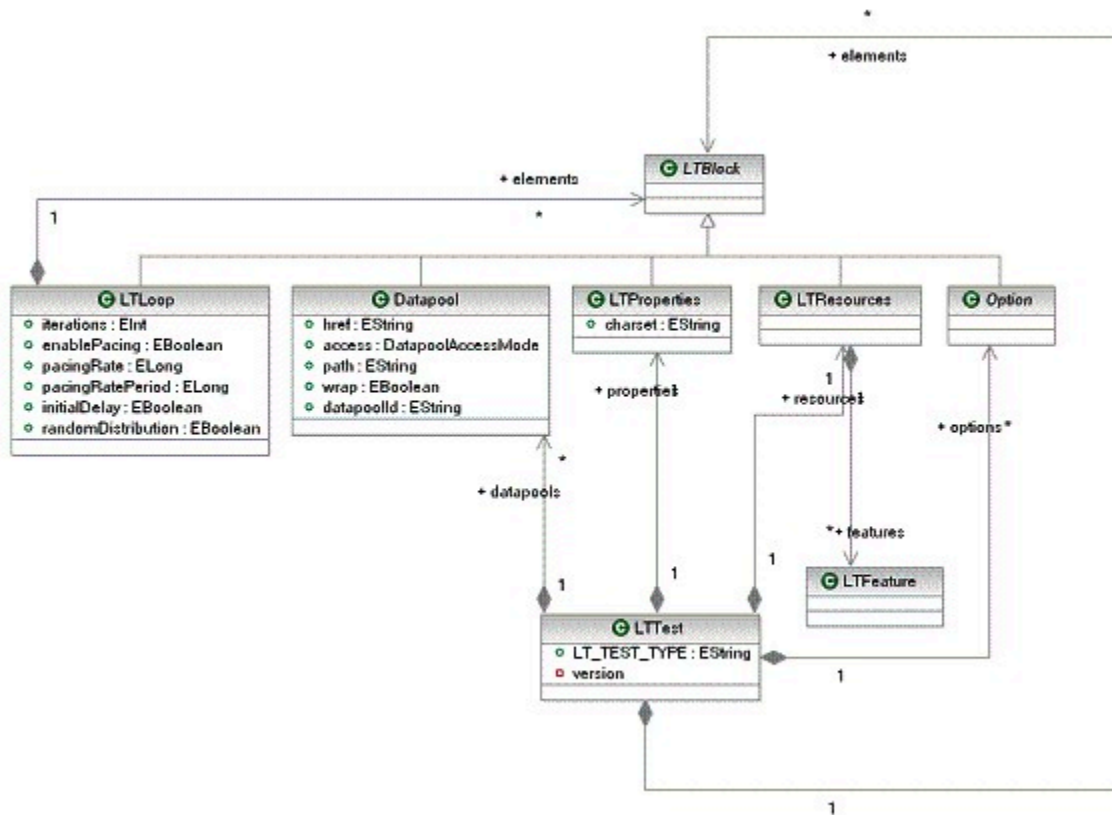 *
+ elements
LTBlock
+ elements
1
*
LTLoop
iterations : EInt
enablePacing : EBoolean
pacingRate : ELong
pacingRatePeriod : ELong
initialDelay : EBoolean
randomDistribution : EBoolean
Datapool
href : EString
access : DatapoolAccessMode
path : EString
wrap : EBoolean
datapoolId : EString
LTProperties
charset : EString
LTResources
Option
+ properties
1
1
+ resources
1
+ options
*
*
+ datapools
*
+ features
1
1
1
LTFeature
LTTest
LT_TEST_TYPE : EString
version
1
1